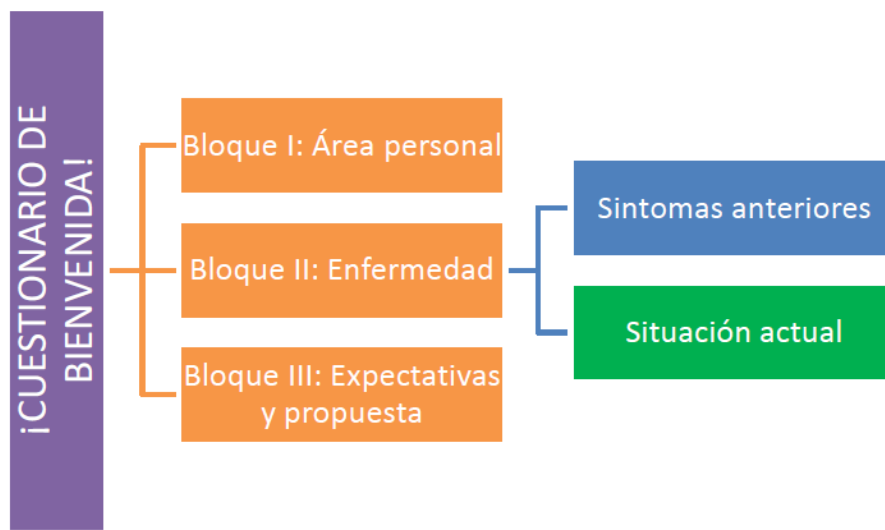 ¡CUESTIONARIO DE
BIENVENIDA!
Bloque I: Área personal
Bloque II: Enfermedad
Bloque III: Expectativas
y propuesta
Sintomas anteriores
Situación actual